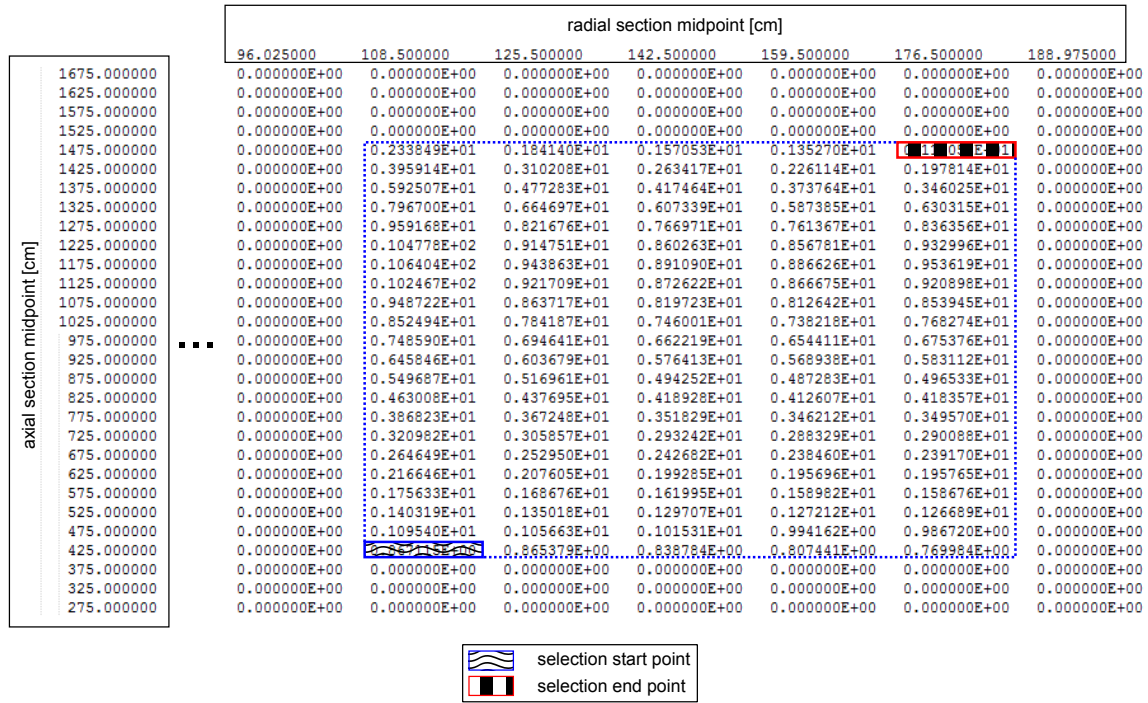 radial section midpoint [cm]
96.025000 108.500000 125.500000 142.500000 159.500000 176.500000 188.975000
axial section midpoint [cm]
1675.000000 0.000000E+00 0.000000E+00 0.000000E+00 0.000000E+00 0.000000E+00 0.000000E+00 0.000000E+00
1625.000000 0.000000E+00 0.000000E+00 0.000000E+00 0.000000E+00 0.000000E+00 0.000000E+00 0.000000E+00
1575.000000 0.000000E+00 0.000000E+00 0.000000E+00 0.000000E+00 0.000000E+00 0.000000E+00 0.000000E+00
1525.000000 0.000000E+00 0.000000E+00 0.000000E+00 0.000000E+00 0.000000E+00 0.000000E+00 0.000000E+00
1475.000000 0.000000E+00 0.233849E+01 0.184140E+01 0.157053E+01 0.135270E+01 0.000000E+00
1425.000000 0.000000E+00 0.395914E+01 0.310208E+01 0.263417E+01 0.226114E+01 0.197814E+01 0.000000E+00
1375.000000 0.000000E+00 0.592507E+01 0.477283E+01 0.417464E+01 0.373764E+01 0.346025E+01 0.000000E+00
1325.000000 0.000000E+00 0.796700E+01 0.664697E+01 0.607339E+01 0.587385E+01 0.630315E+01 0.000000E+00
1275.000000 0.000000E+00 0.959168E+01 0.821676E+01 0.766971E+01 0.761367E+01 0.836356E+01 0.000000E+00
1225.000000 0.000000E+00 0.104778E+02 0.914751E+01 0.860263E+01 0.856781E+01 0.932996E+01 0.000000E+00
1175.000000 0.000000E+00 0.106404E+02 0.943863E+01 0.891090E+01 0.886626E+01 0.953619E+01 0.000000E+00
1125.000000 0.000000E+00 0.102467E+02 0.921709E+01 0.872622E+01 0.866675E+01 0.920898E+01 0.000000E+00
1075.000000 0.000000E+00 0.948722E+01 0.863717E+01 0.819723E+01 0.812642E+01 0.853945E+01 0.000000E+00
1025.000000 0.000000E+00 0.852494E+01 0.784187E+01 0.746001E+01 0.738218E+01 0.768274E+01 0.000000E+00
975.000000 0.000000E+00 0.748590E+01 0.694641E+01 0.662219E+01 0.654411E+01 0.675376E+01 0.000000E+00
925.000000 0.000000E+00 0.645846E+01 0.603679E+01 0.576413E+01 0.568938E+01 0.583112E+01 0.000000E+00
875.000000 0.000000E+00 0.549687E+01 0.516961E+01 0.494252E+01 0.487283E+01 0.496533E+01 0.000000E+00
825.000000 0.000000E+00 0.463008E+01 0.437695E+01 0.418928E+01 0.412607E+01 0.418357E+01 0.000000E+00
775.000000 0.000000E+00 0.386823E+01 0.367248E+01 0.351829E+01 0.346212E+01 0.349570E+01 0.000000E+00
725.000000 0.000000E+00 0.320982E+01 0.305857E+01 0.293242E+01 0.288329E+01 0.290088E+01 0.000000E+00
675.000000 0.000000E+00 0.264649E+01 0.252950E+01 0.242682E+01 0.238460E+01 0.239170E+01 0.000000E+00
625.000000 0.000000E+00 0.216646E+01 0.207605E+01 0.199285E+01 0.195696E+01 0.195765E+01 0.000000E+00
575.000000 0.000000E+00 0.175633E+01 0.168676E+01 0.161995E+01 0.158982E+01 0.158676E+01 0.000000E+00
525.000000 0.000000E+00 0.140319E+01 0.135018E+01 0.129707E+01 0.127212E+01 0.126689E+01 0.000000E+00
475.000000 0.000000E+00 0.109540E+01 0.105663E+01 0.101531E+01 0.994162E+00 0.986720E+00 0.000000E+00
425.000000 0.000000E+00 0.865379E+00 0.838784E+00 0.807441E+00 0.769984E+00 0.000000E+00
375.000000 0.000000E+00 0.000000E+00 0.000000E+00 0.000000E+00 0.000000E+00 0.000000E+00 0.000000E+00
325.000000 0.000000E+00 0.000000E+00 0.000000E+00 0.000000E+00 0.000000E+00 0.000000E+00 0.000000E+00
275.000000 0.000000E+00 0.000000E+00 0.000000E+00 0.000000E+00 0.000000E+00 0.000000E+00 0.000000E+00
selection start point
selection end point